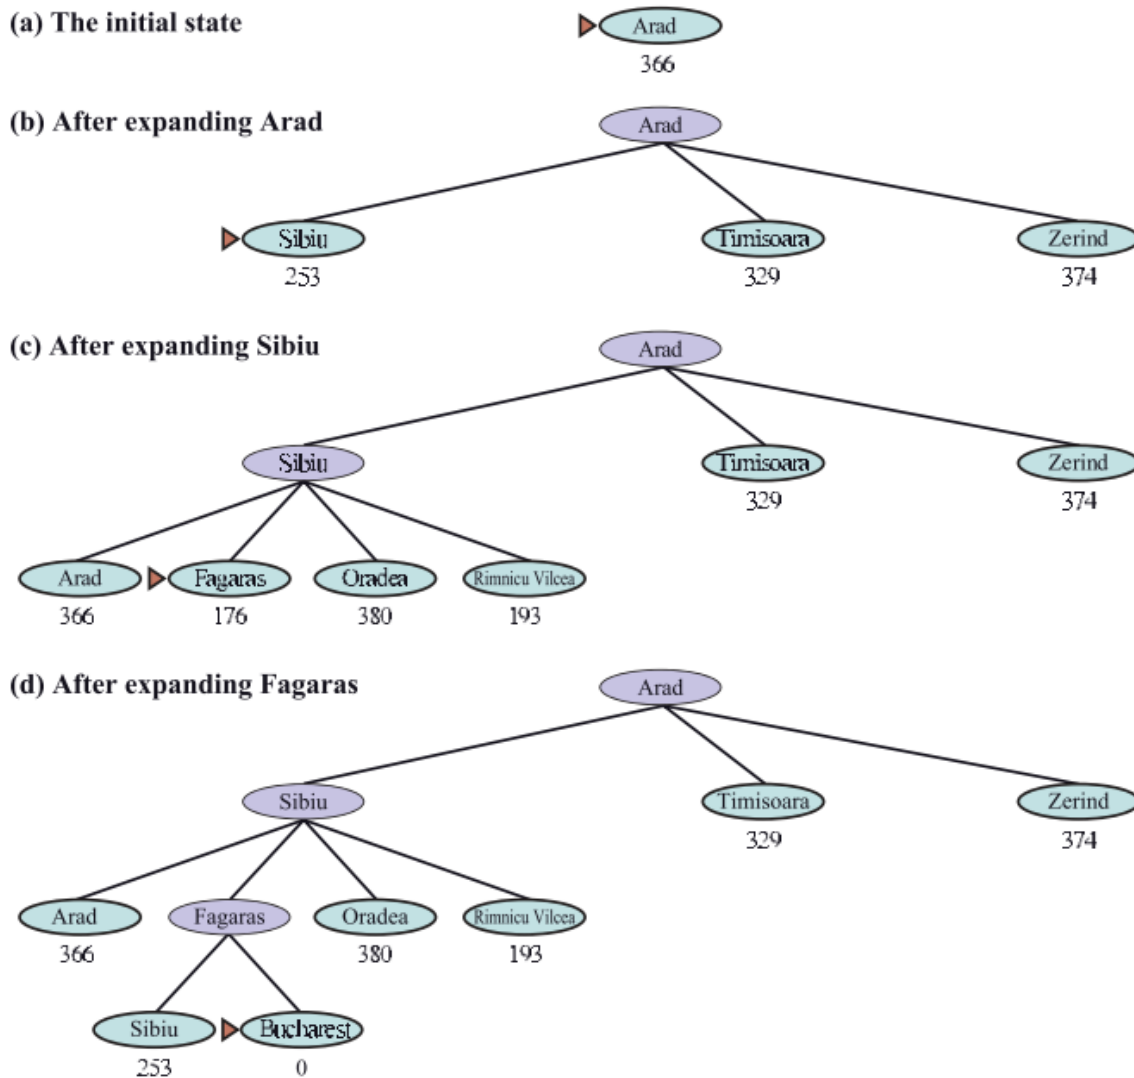 (a) The initial state
Arad
366
(b) After expanding Arad
Arad
Sibiu Timisoara Zerind
253 329 374
(c) After expanding Sibiu
Arad
Sibiu Timisoara Zerind
329 374
Arad Fagaras Oradea Rimnicu Vilcea
366 176 380 193
(d) After expanding Fagaras
Arad
Sibiu Timisoara Zerind
329 374
Arad Fagaras Oradea Rimnicu Vilcea
366 380 193
Sibiu Bucharest
253 0